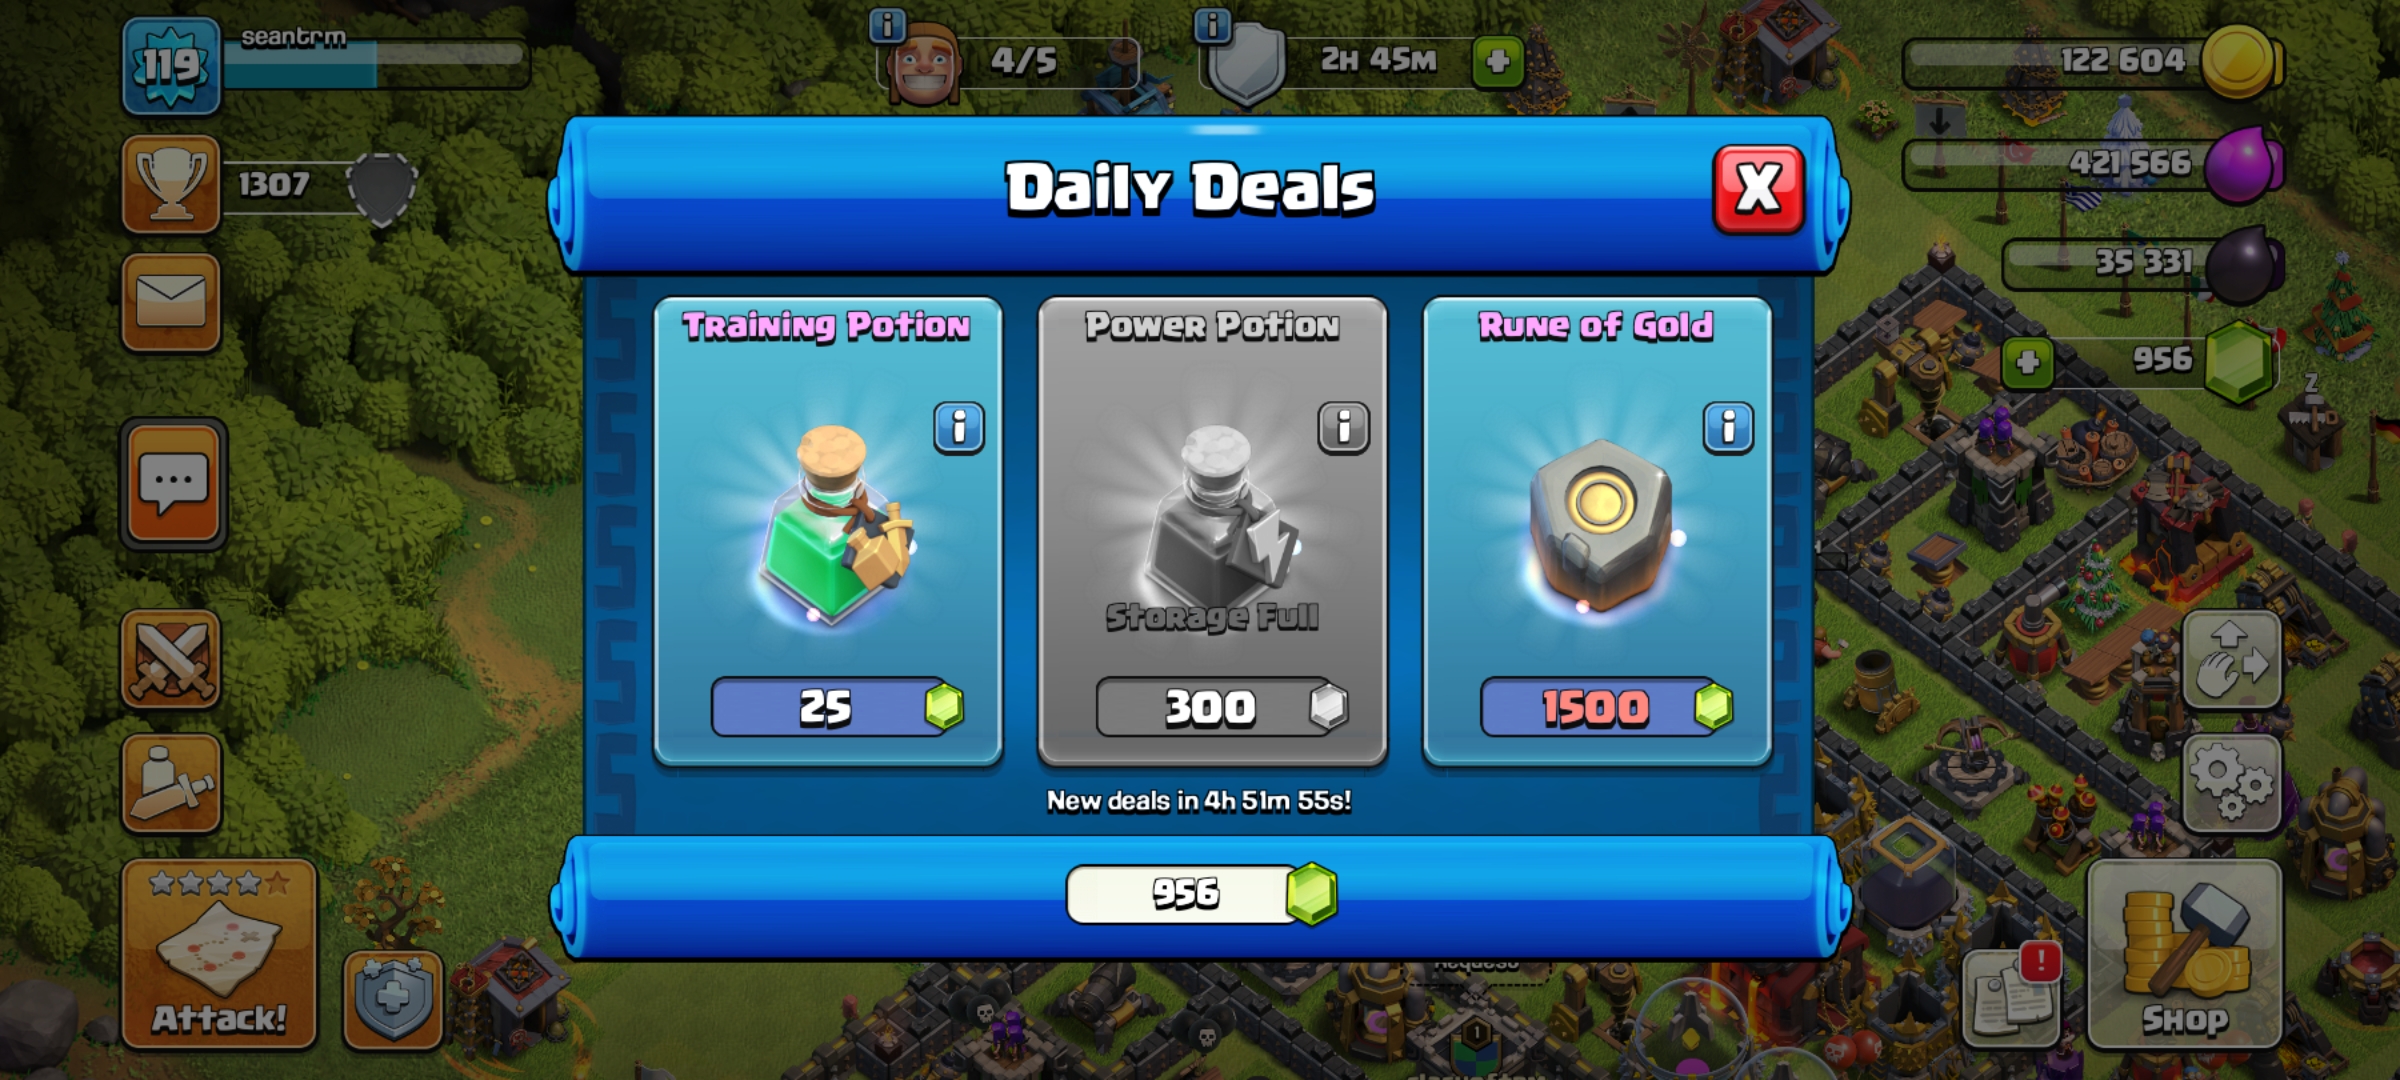 119
seantrm
4/5
2H 45M
122 604
1307
421 566
35 331
956
Daily Deals
X
Training Potion
Power Potion
Rune of Gold
i
i
i
Storage Full
25
300
1500
New deals in 4h 51m 55s!
956
Attack!
!
Shop
Z
1